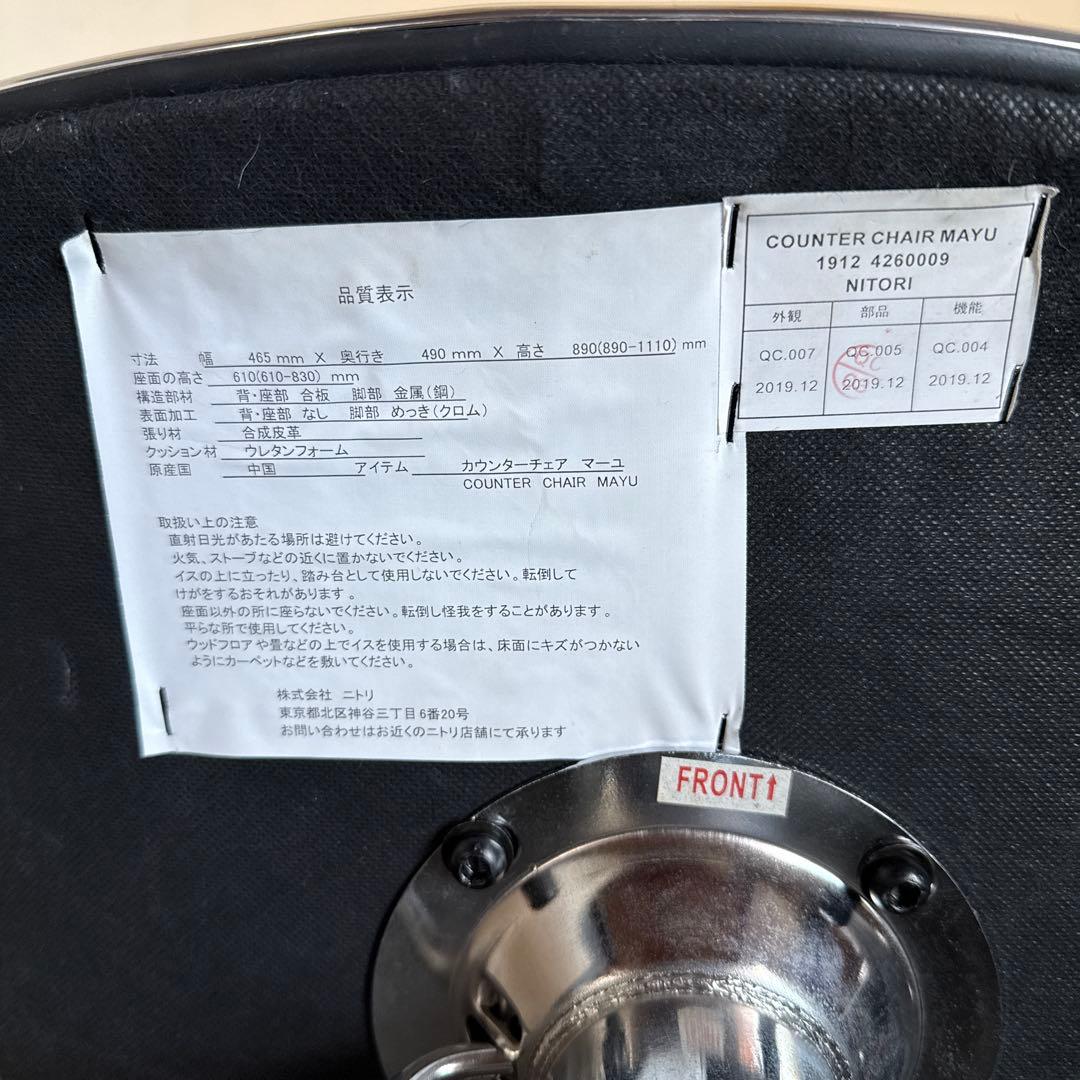 品質表示
寸法 幅 465 mm X 奥行き 490 mm X 高さ 890(890-1110) mm
座面の高さ 610(610-830) mm
構造部材 背・座部 合板 脚部 金属(鋼)
表面加工 背・座部 なし 脚部 めっき(クロム)
張り材 合成皮革
クッション材 ウレタンフォーム
原産国 中国 アイテム カウンターチェア マーユ
COUNTER CHAIR MAYU
取扱い上の注意
直射日光があたる場所は避けてください。
火気、ストーブなどの近くに置かないでください。
イスの上に立ったり、踏み台として使用しないでください。転倒して
けがをするおそれがあります。
座面以外の所に座らないでください。転倒し怪我をすることがあります。
平らな所で使用してください。
ウッドフロアや畳などの上でイスを使用する場合は、床面にキズがつかない
ようにカーペットなどを敷いてください。
株式会社 ニトリ
東京都北区神谷三丁目6番20号
お問い合わせはお近くのニトリ店舗にて承ります
COUNTER CHAIR MAYU
1912 4260009
NITORI
外観 部品 機能
QC.007 QC.005 QC.004
2019.12 2019.12 2019.12
FRONT↑